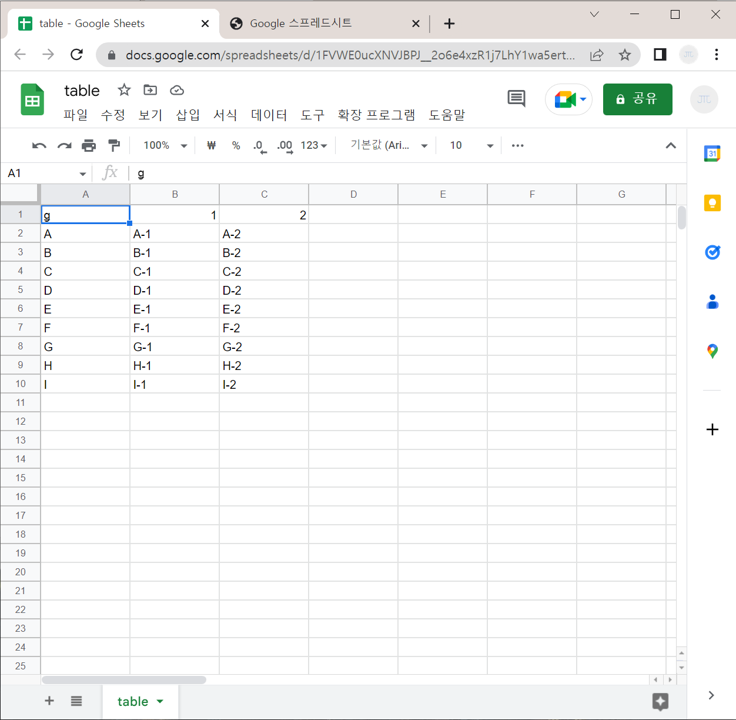 table - Google Sheets
Google 스프레드시트
docs.google.com/spreadsheets/d/1FVWE0ucXNVJBPJ__2o6e4xzR1j7LhY1wa5ert...
table
파일 수정 보기 삽입 서식 데이터 도구 확장 프로그램 도움말
공유
100% ₩ % .0 .00 123 기본값 (Ari... 10
A1 fx g
31
A B C D E F G
1 g 1 2
2 A A-1 A-2
3 B B-1 B-2
4 C C-1 C-2
5 D D-1 D-2
6 E E-1 E-2
7 F F-1 F-2
8 G G-1 G-2
9 H H-1 H-2
10 I I-1 I-2
11
12
13
14
15
16
17
18
19
20
21
22
23
24
25
table